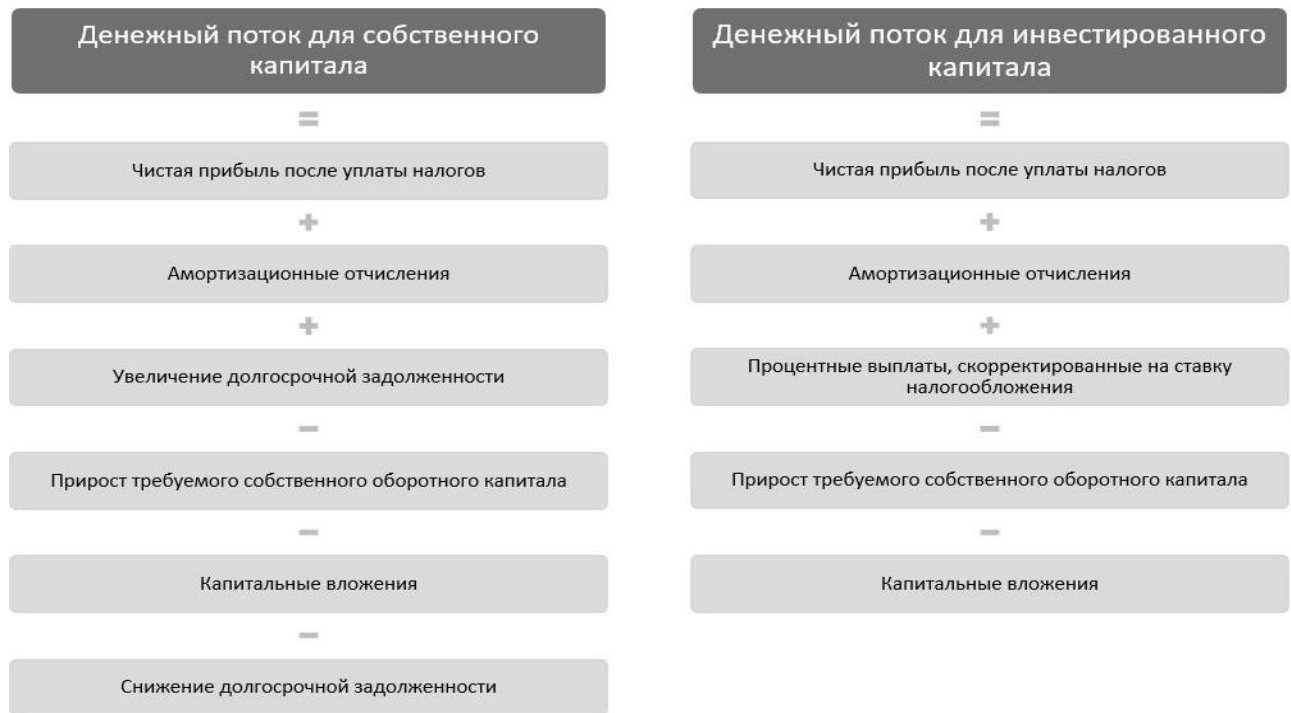 Денежный поток для собственного
капитала
=
Чистая прибыль после уплаты налогов
+
Амортизационные отчисления
+
Увеличение долгосрочной задолженности
−
Прирост требуемого собственного оборотного капитала
−
Капитальные вложения
−
Снижение долгосрочной задолженности
Денежный поток для инвестированного
капитала
=
Чистая прибыль после уплаты налогов
+
Амортизационные отчисления
+
Процентные выплаты, скорректированные на ставку
налогообложения
−
Прирост требуемого собственного оборотного капитала
−
Капитальные вложения